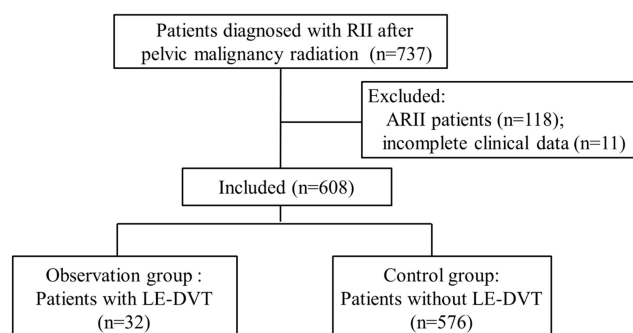 Patients diagnosed with RII after
pelvic malignancy radiation (n=737)
Excluded:
ARII patients (n=118);
incomplete clinical data (n=11)
Included (n=608)
Observation group :
Patients with LE-DVT
(n=32)
Control group:
Patients without LE-DVT
(n=576)